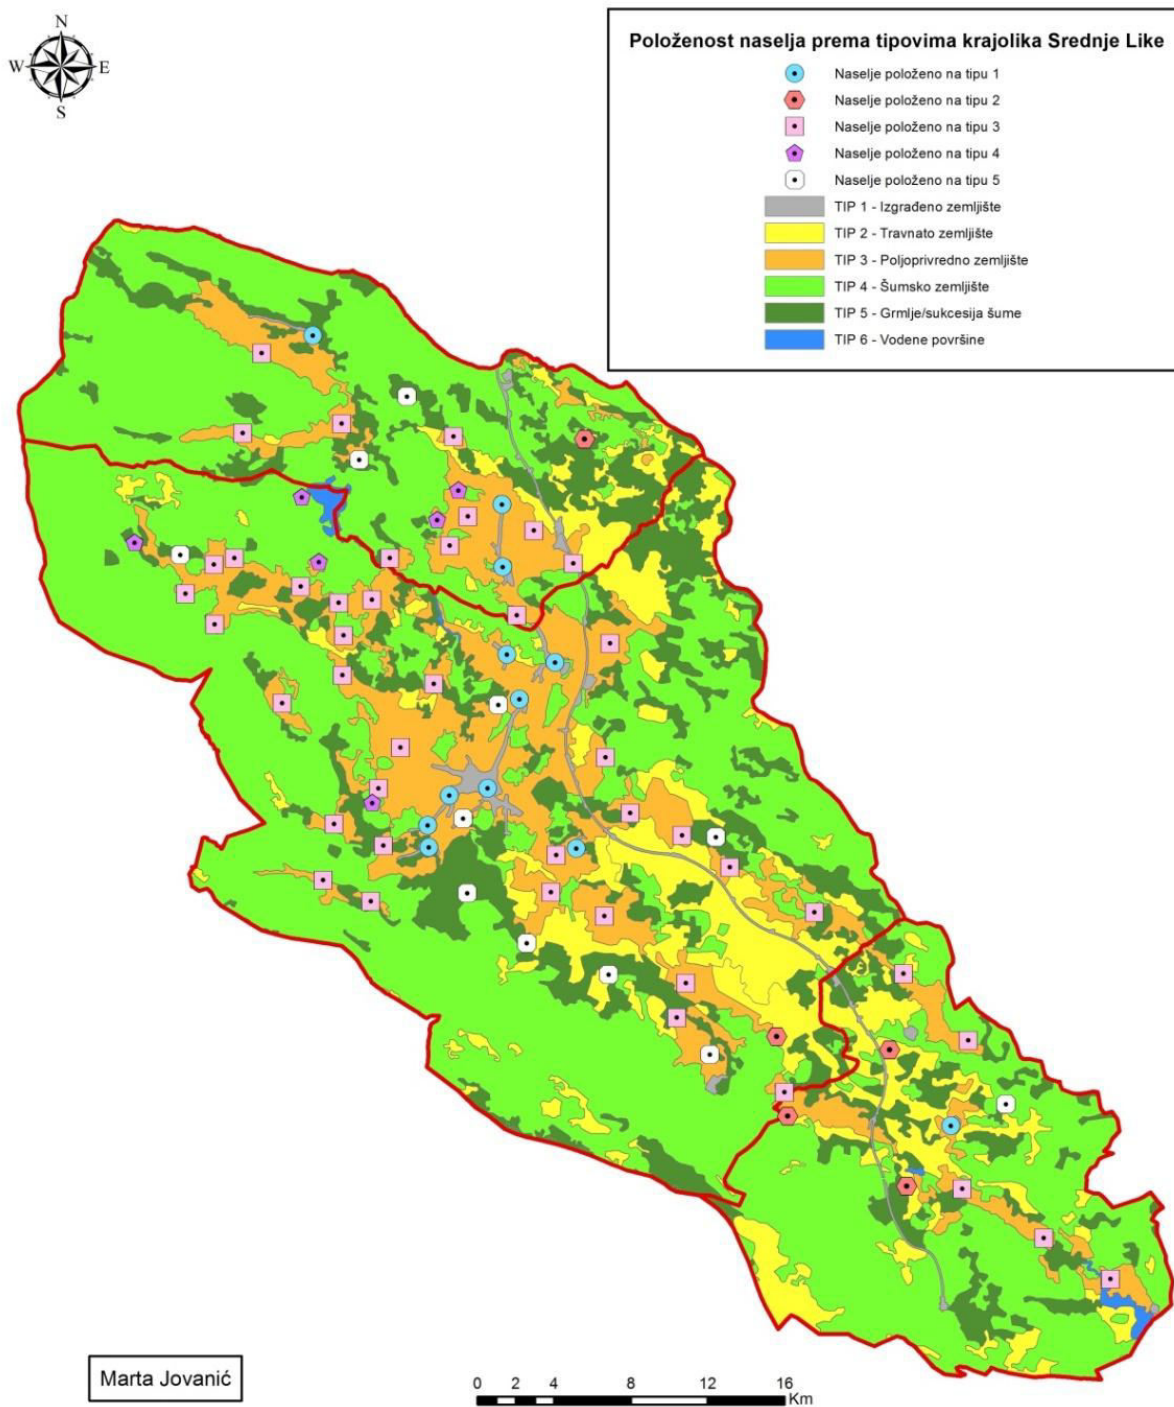 N
W
E
S
Položenost naselja prema tipovima krajolika Srednje Like
Naselje položeno na tipu 1
Naselje položeno na tipu 2
Naselje položeno na tipu 3
Naselje položeno na tipu 4
Naselje položeno na tipu 5
TIP 1 - Izgrađeno zemljište
TIP 2 - Travnato zemljište
TIP 3 - Poljoprivredno zemljište
TIP 4 - Šumsko zemljište
TIP 5 - Grmlje/sukcesija šume
TIP 6 - Vodene površine
Marta Jovanić
0 2 4 8 12 16
Km